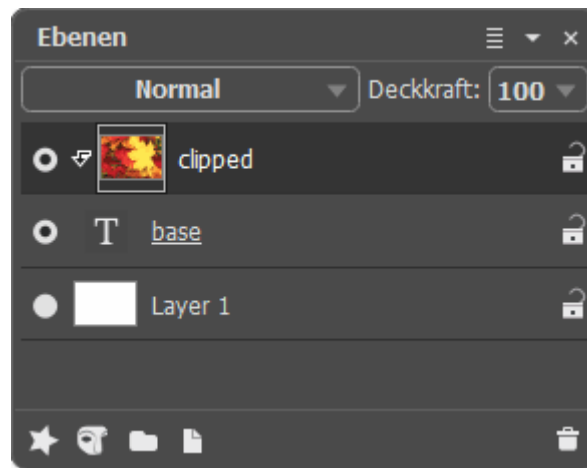 Ebenen
Normal Deckkraft: 100
clipped
T base
Layer 1